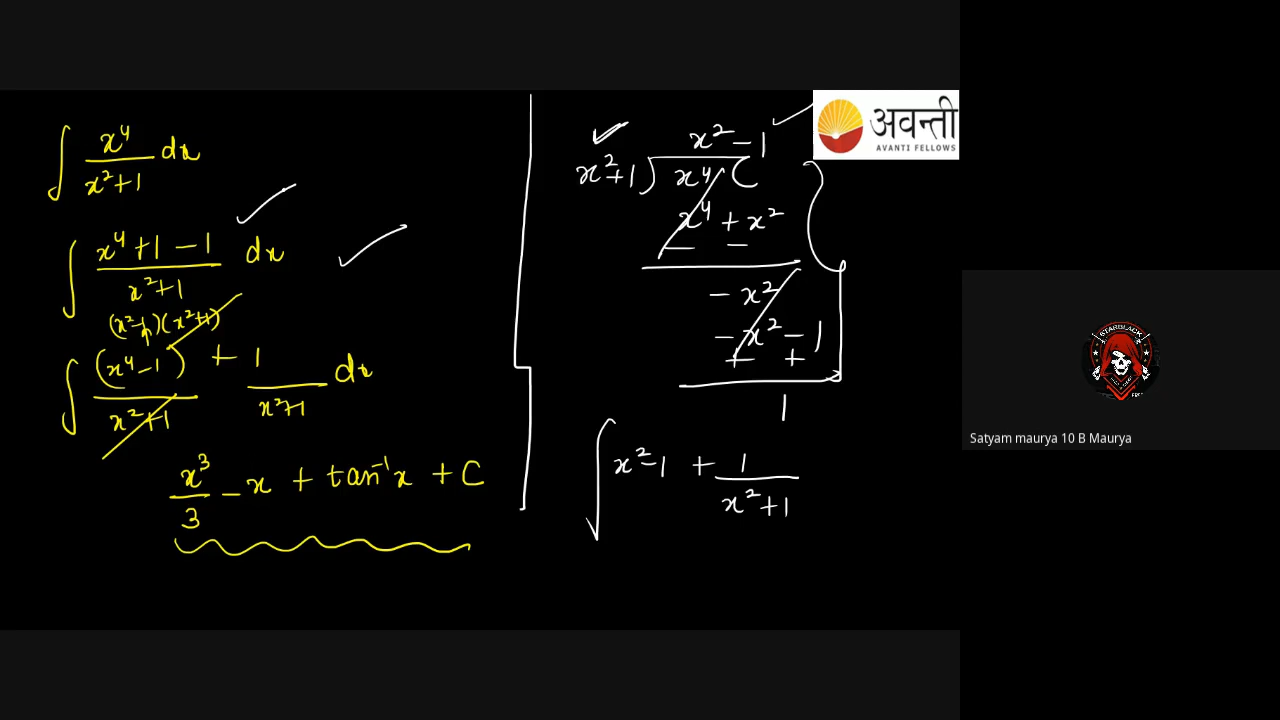 ∫ x⁴/(x²+1) dx
∫ (x⁴+1−1)/(x²+1) dx
(x²−1)(x²+1)
∫ (x⁴−1)/(x²+1) + 1/(x²+1) dx
x³/3 − x + tan⁻¹x + C
x²−1
x²+1) x⁴ (
x⁴ + x²
− −
− x²
− x² − 1
+ +
1
∫ x²−1 + 1/(x²+1)
अवन्ती
AVANTI FELLOWS
STARBLACK
Satyam maurya 10 B Maurya